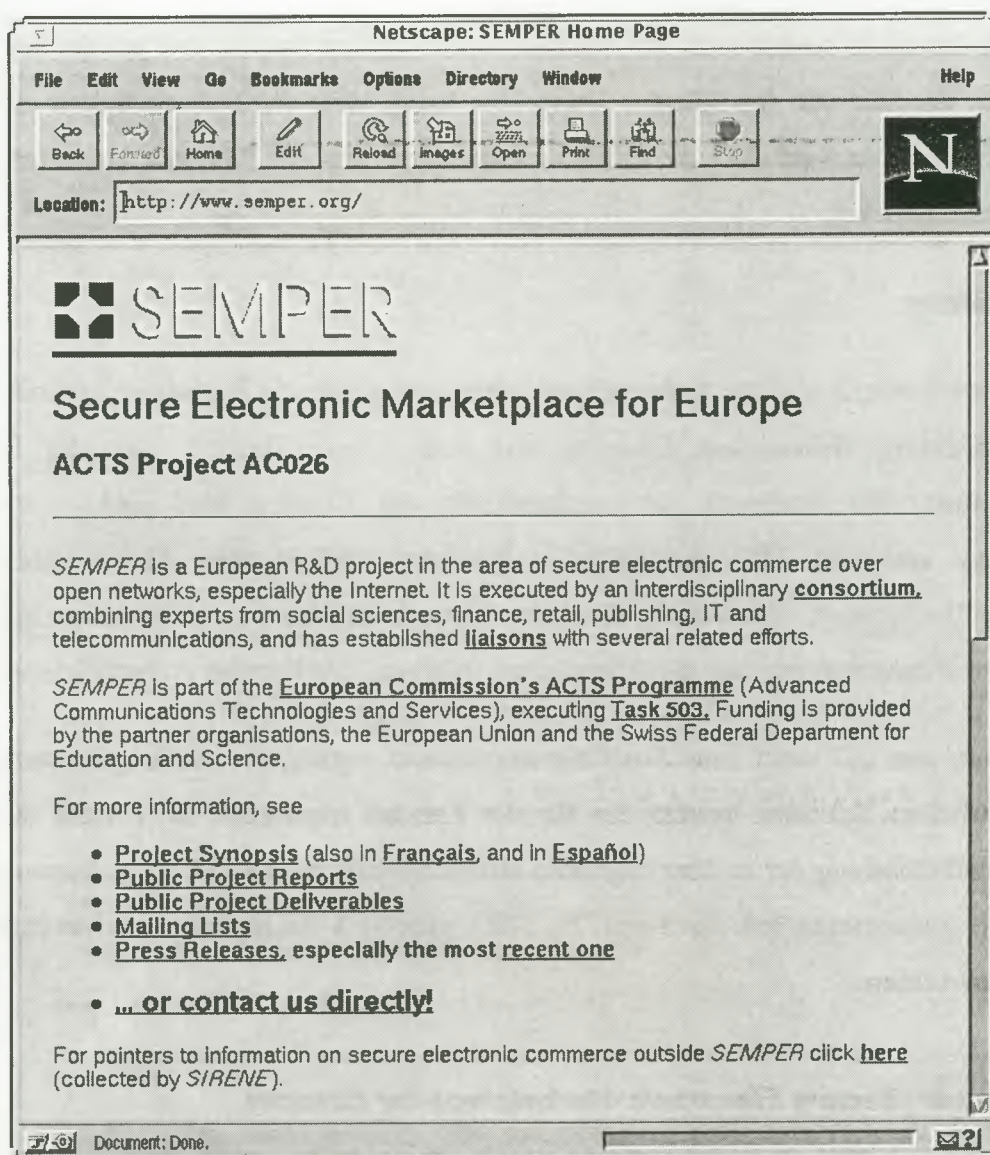 Netscape: SEMPER Home Page
File Edit View Go Bookmarks Options Directory Window Help
Back Forward Home Edit Reload Images Open Print Find Stop
N
Location: http://www.semper.org/
SEMPER
Secure Electronic Marketplace for Europe
ACTS Project AC026
SEMPER is a European R&D project in the area of secure electronic commerce over
open networks, especially the Internet. It is executed by an interdisciplinary consortium,
combining experts from social sciences, finance, retail, publishing, IT and
telecommunications, and has established liaisons with several related efforts.
SEMPER is part of the European Commission's ACTS Programme (Advanced
Communications Technologies and Services), executing Task 503. Funding is provided
by the partner organisations, the European Union and the Swiss Federal Department for
Education and Science.
For more information, see
• Project Synopsis (also in Français, and in Español)
• Public Project Reports
• Public Project Deliverables
• Mailing Lists
• Press Releases, especially the most recent one
• ... or contact us directly!
For pointers to information on secure electronic commerce outside SEMPER click here
(collected by SIRENE).
Document: Done. ?